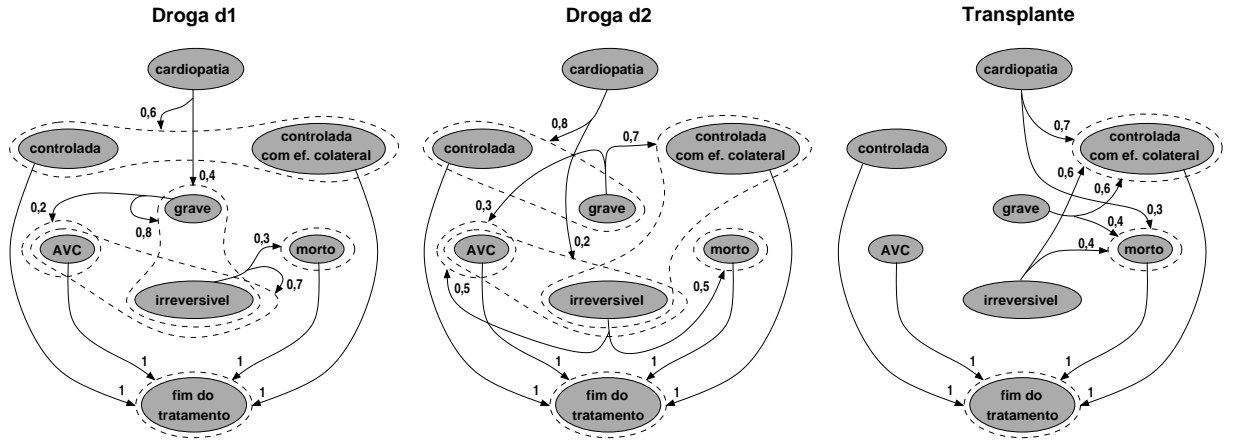 Droga d1
cardiopatia
0,6
controlada
controlada
com ef. colateral
0,4
0,2
grave
0,8
0,3
AVC
morto
0,7
irreversivel
1
1
1
1
fim do
tratamento
Droga d2
cardiopatia
0,8
0,7
controlada
controlada
com ef. colateral
0,3
grave
0,2
AVC
morto
0,5
0,5
irreversivel
1
1
1
1
fim do
tratamento
Transplante
cardiopatia
0,7
controlada
controlada
com ef. colateral
0,6
0,6
grave
0,3
0,4
AVC
0,4
morto
irreversivel
1
1
1
1
fim do
tratamento